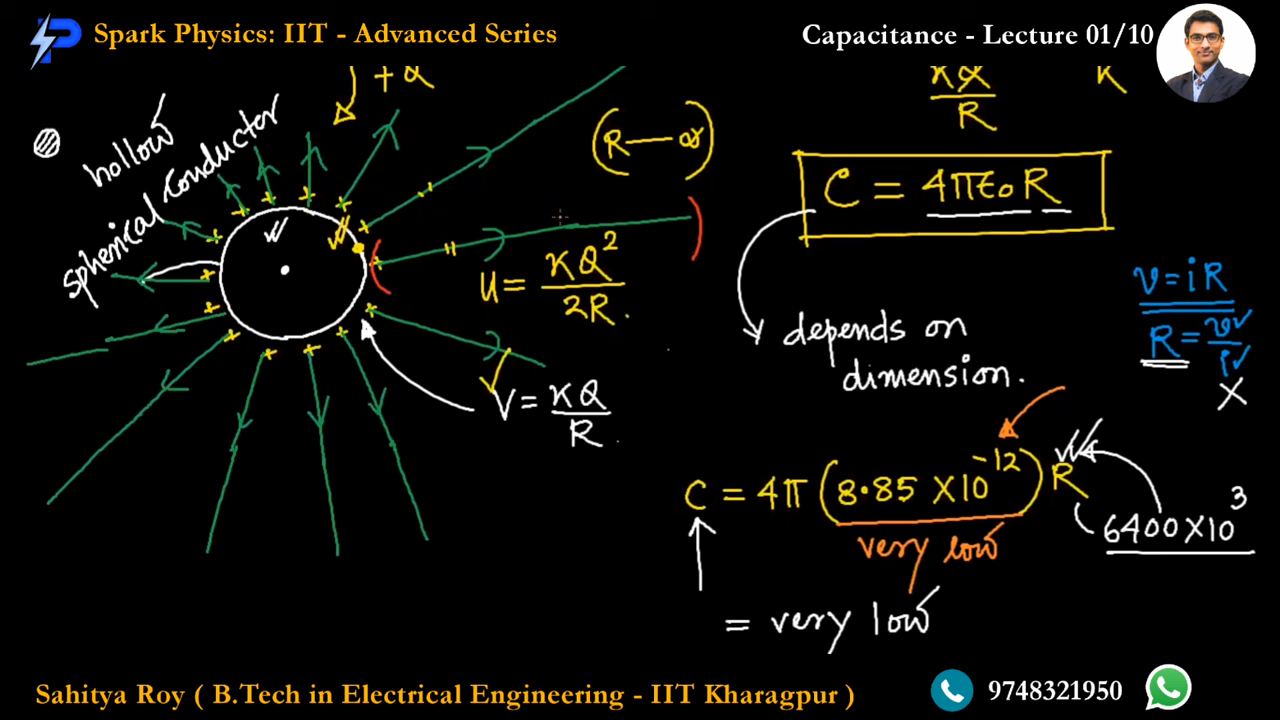 Spark Physics: IIT - Advanced Series
Capacitance - Lecture 01/10
+Q
hollow
spherical conductor
(R — ∞)
U = KQ²/2R.
V = KQ/R
KQ/R
K
C = 4πε₀R
depends on
dimension.
v = iR
R = v/i
X
C = 4π(8.85 X10⁻¹²)R
6400X10³
very low
= very low
Sahitya Roy ( B.Tech in Electrical Engineering - IIT Kharagpur )
9748321950